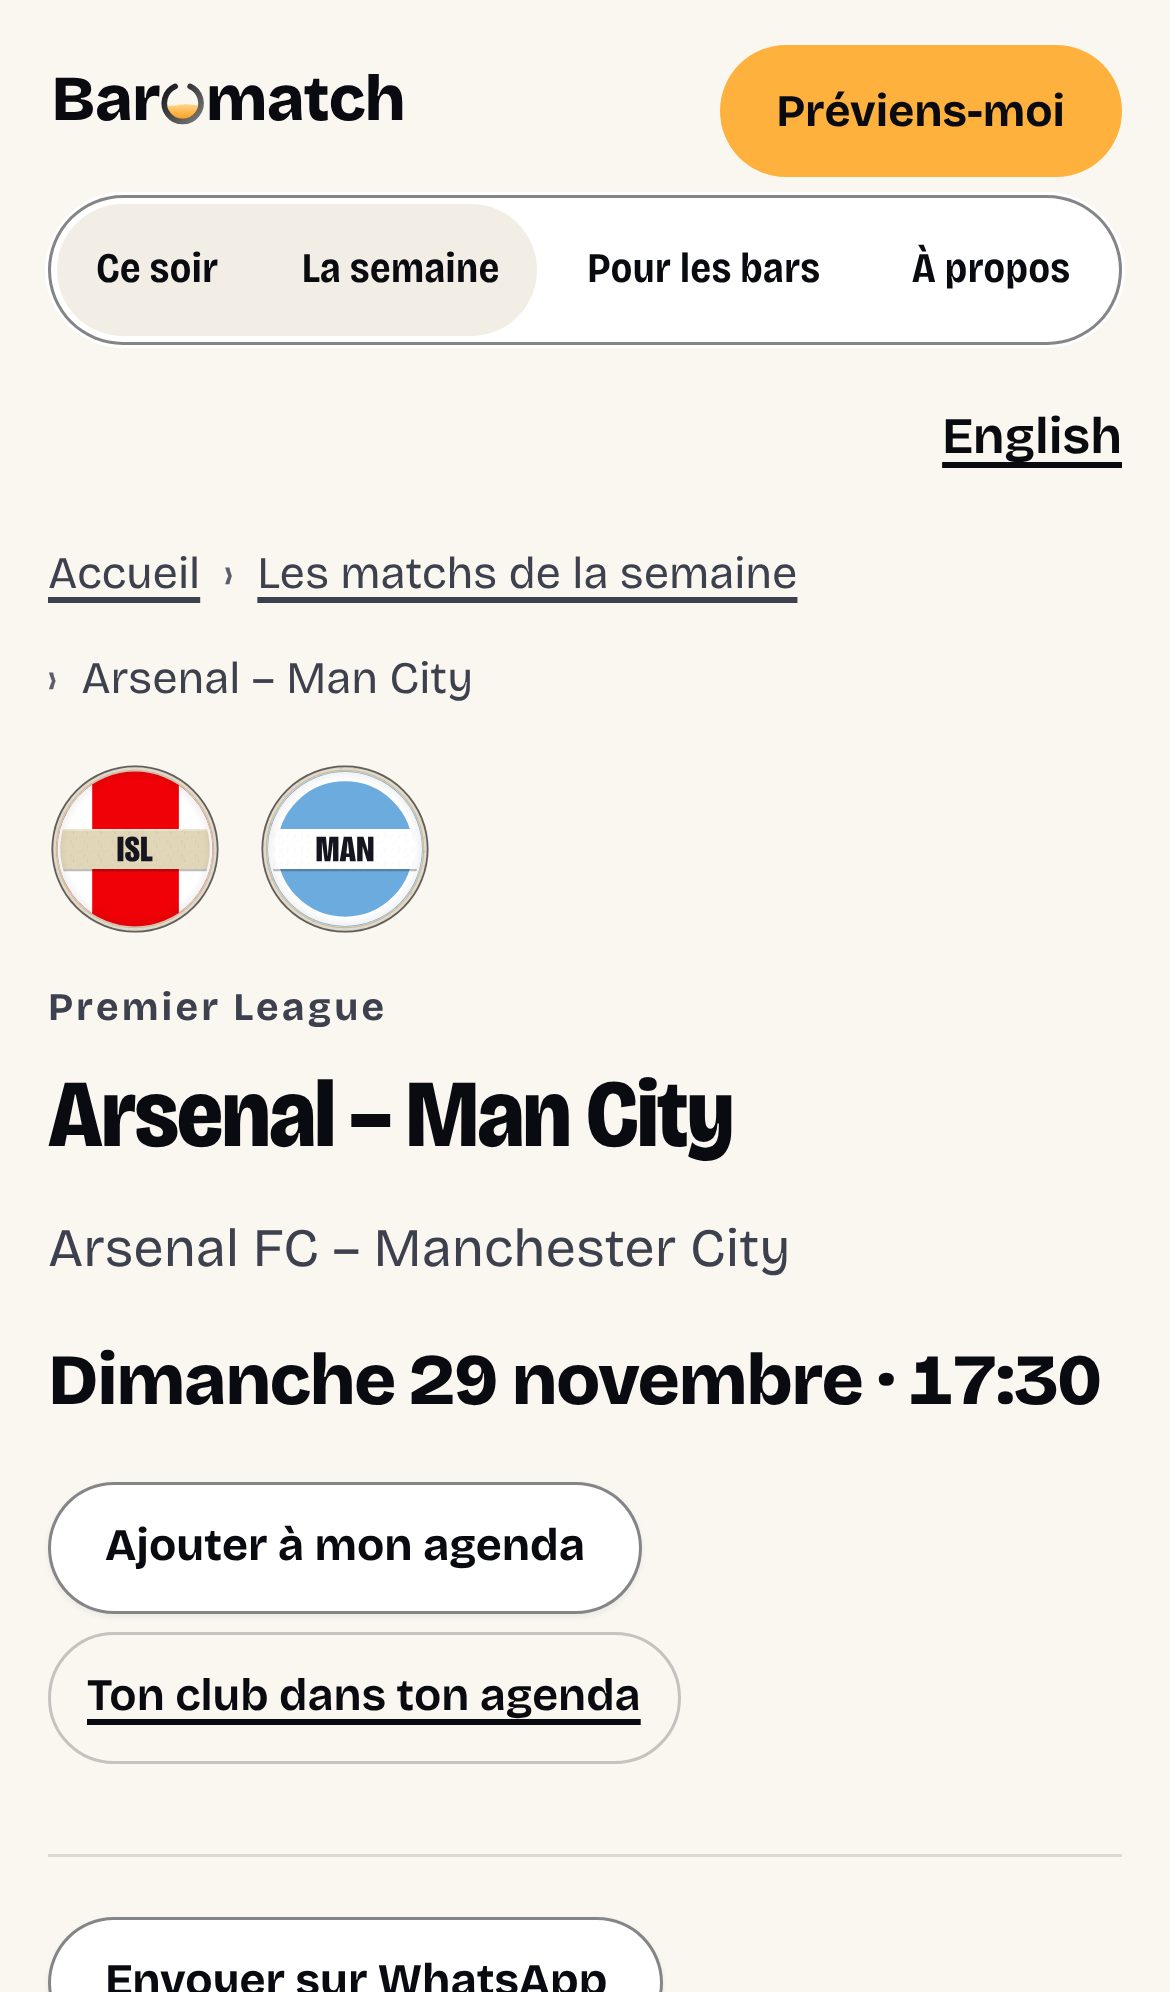 Baromatch
Préviens-moi
Ce soir La semaine Pour les bars À propos
English
Accueil › Les matchs de la semaine
› Arsenal – Man City
ISL MAN
Premier League
Arsenal – Man City
Arsenal FC – Manchester City
Dimanche 29 novembre · 17:30
Ajouter à mon agenda
Ton club dans ton agenda
Envoyer sur WhatsApp